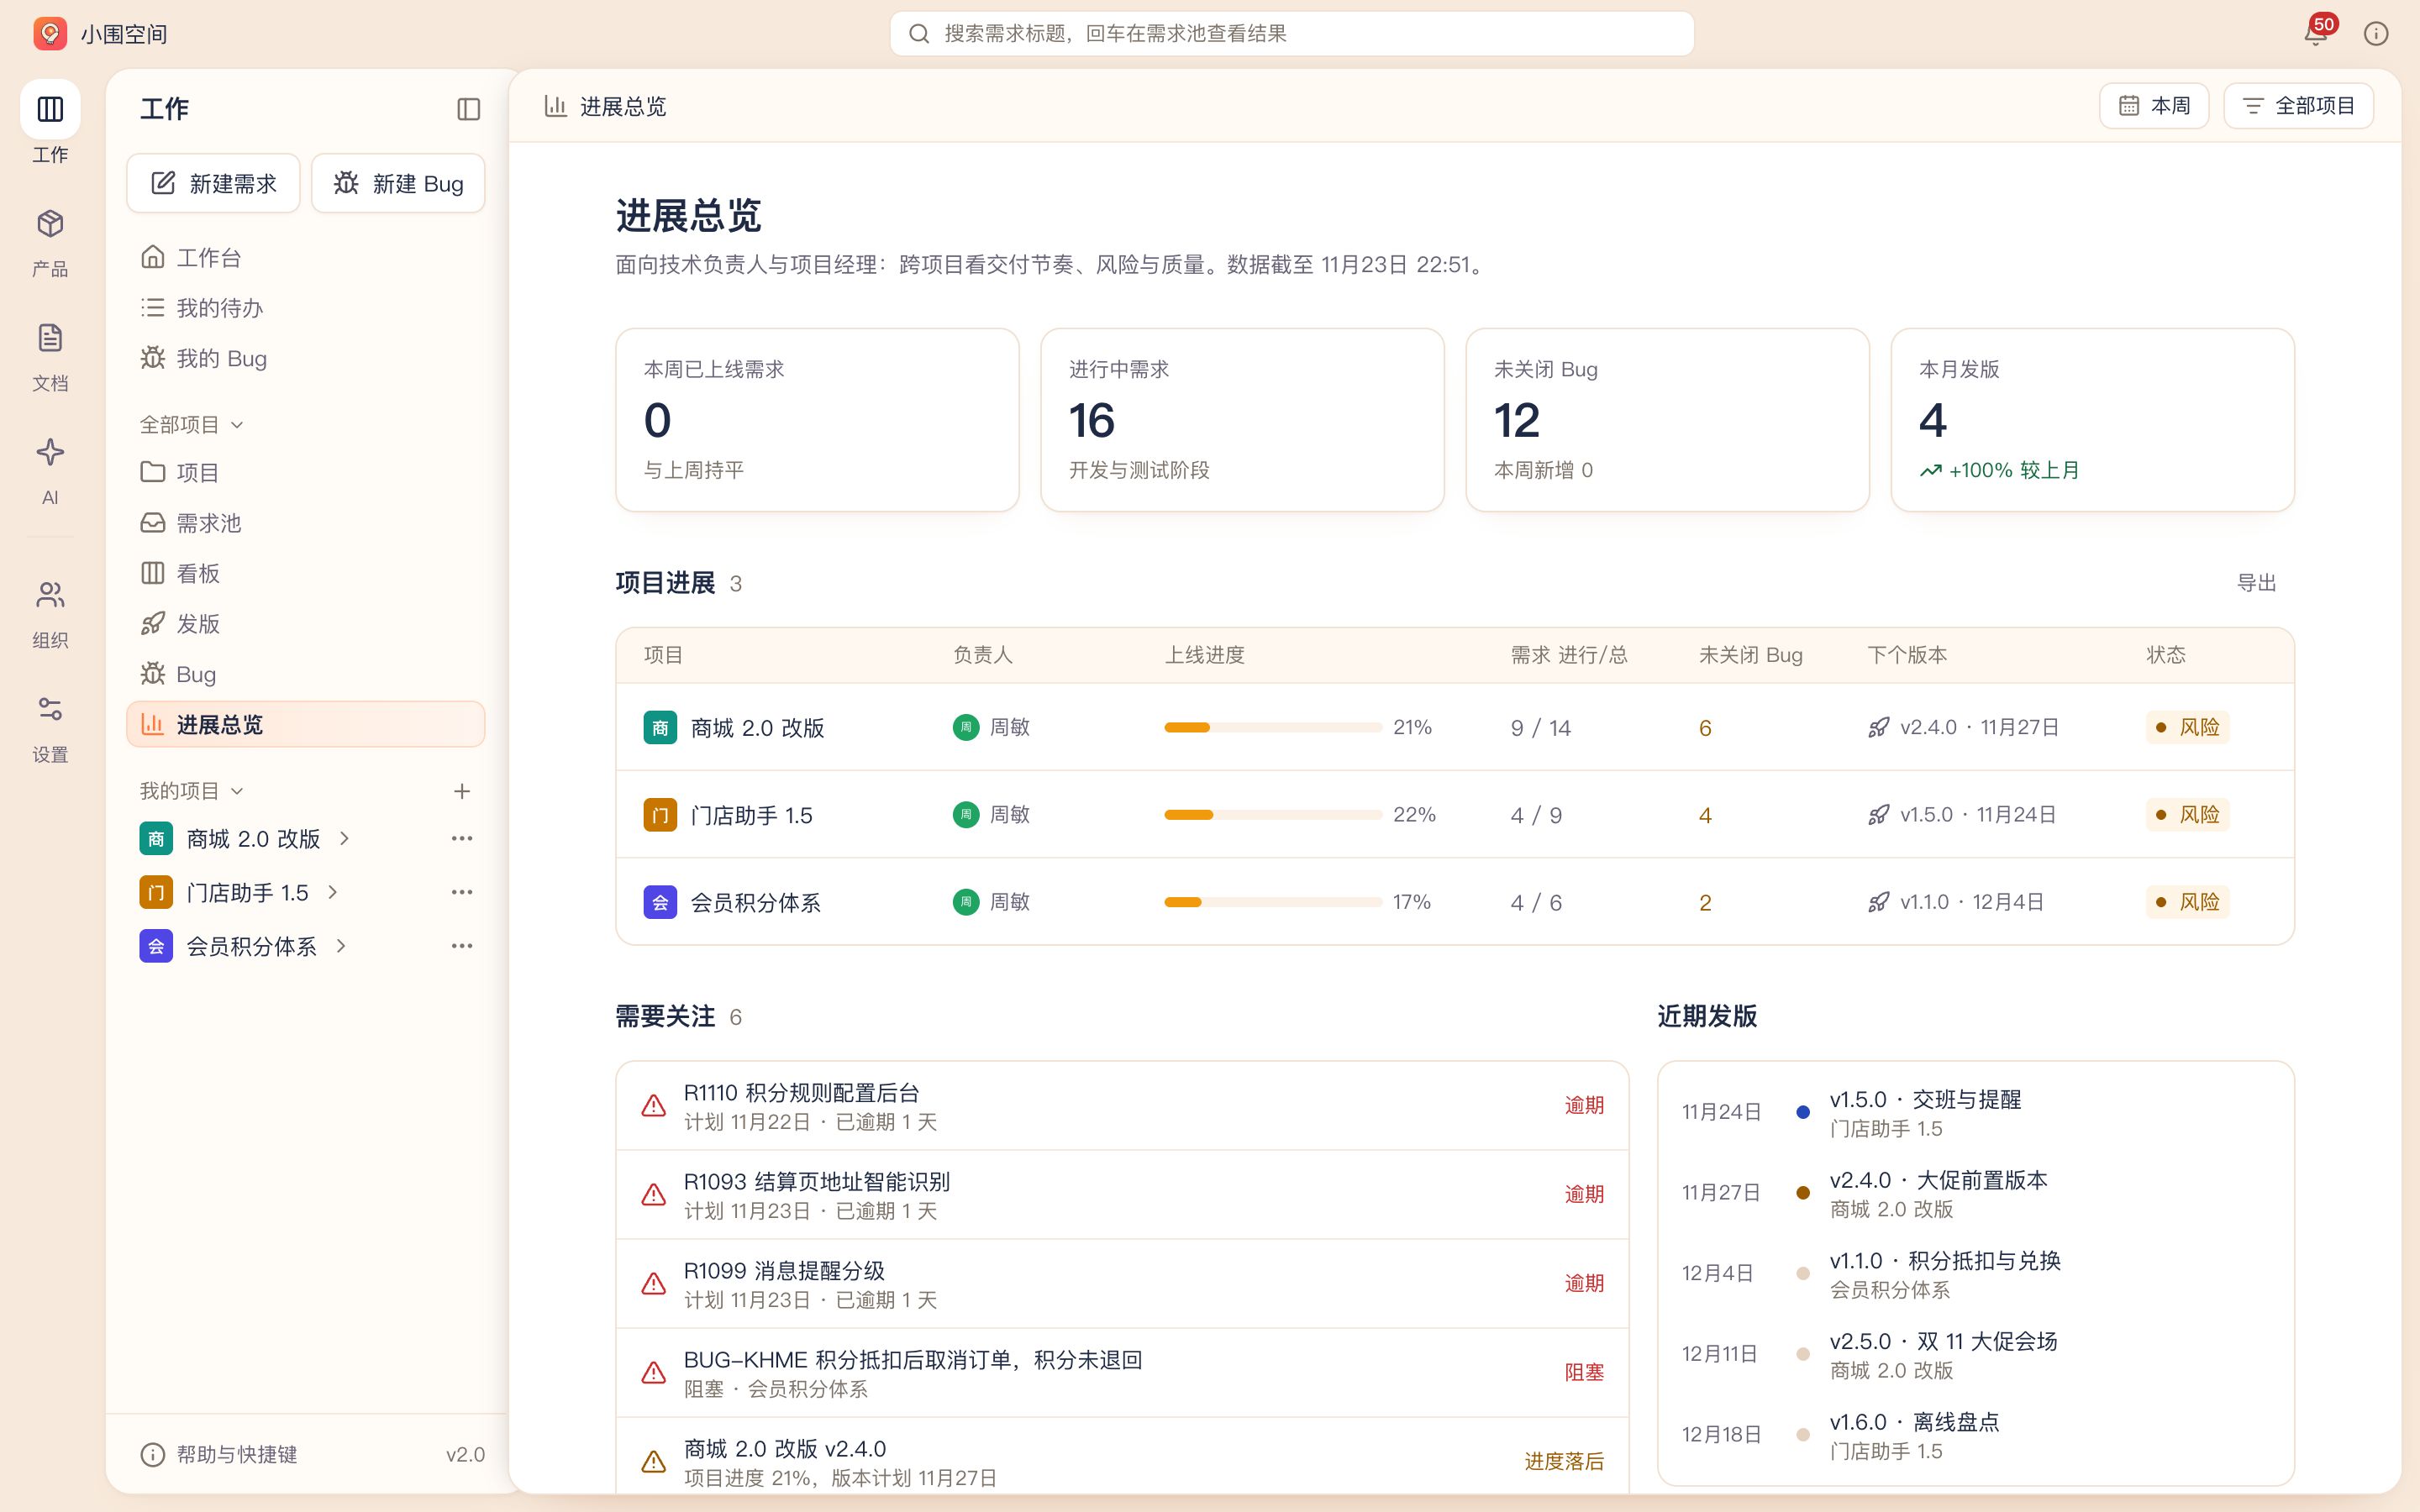 小围空间
搜索需求标题，回车在需求池查看结果
50
工作
产品
文档
AI
组织
设置
工作
新建需求
新建 Bug
工作台
我的待办
我的 Bug
全部项目
项目
需求池
看板
发版
Bug
进展总览
我的项目
商 商城 2.0 改版
门 门店助手 1.5
会 会员积分体系
帮助与快捷键 v2.0
进展总览
本周
全部项目
进展总览
面向技术负责人与项目经理：跨项目看交付节奏、风险与质量。数据截至 11月23日 22:51。
本周已上线需求
0
与上周持平
进行中需求
16
开发与测试阶段
未关闭 Bug
12
本周新增 0
本月发版
4
+100% 较上月
项目进展 3
导出
项目 负责人 上线进度 需求 进行/总 未关闭 Bug 下个版本 状态
商 商城 2.0 改版 周 周敏 21% 9 / 14 6 v2.4.0 · 11月27日 风险
门 门店助手 1.5 周 周敏 22% 4 / 9 4 v1.5.0 · 11月24日 风险
会 会员积分体系 周 周敏 17% 4 / 6 2 v1.1.0 · 12月4日 风险
需要关注 6
R1110 积分规则配置后台
计划 11月22日 · 已逾期 1 天
逾期
R1093 结算页地址智能识别
计划 11月23日 · 已逾期 1 天
逾期
R1099 消息提醒分级
计划 11月23日 · 已逾期 1 天
逾期
BUG-KHME 积分抵扣后取消订单，积分未退回
阻塞 · 会员积分体系
阻塞
商城 2.0 改版 v2.4.0
项目进度 21%，版本计划 11月27日
进度落后
近期发版
11月24日
v1.5.0 · 交班与提醒
门店助手 1.5
11月27日
v2.4.0 · 大促前置版本
商城 2.0 改版
12月4日
v1.1.0 · 积分抵扣与兑换
会员积分体系
12月11日
v2.5.0 · 双 11 大促会场
商城 2.0 改版
12月18日
v1.6.0 · 离线盘点
门店助手 1.5